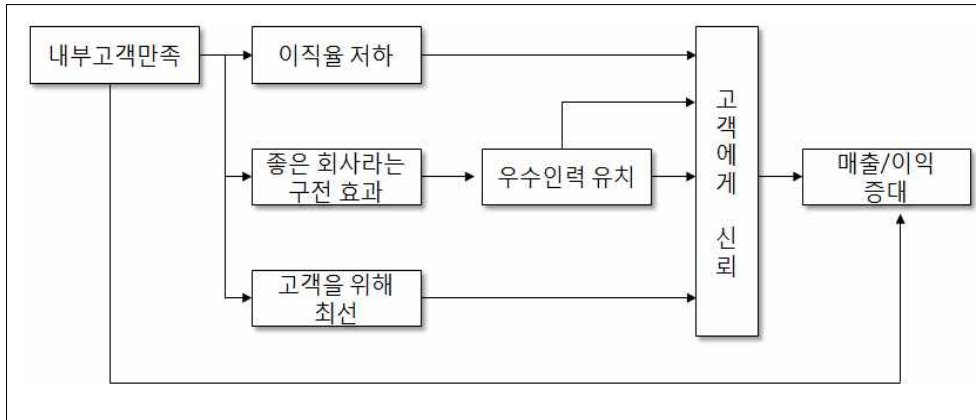 내부고객만족
이직율 저하
좋은 회사라는
구전 효과
우수인력 유치
고객을 위해
최선
고객에게 신뢰
매출/이익
증대